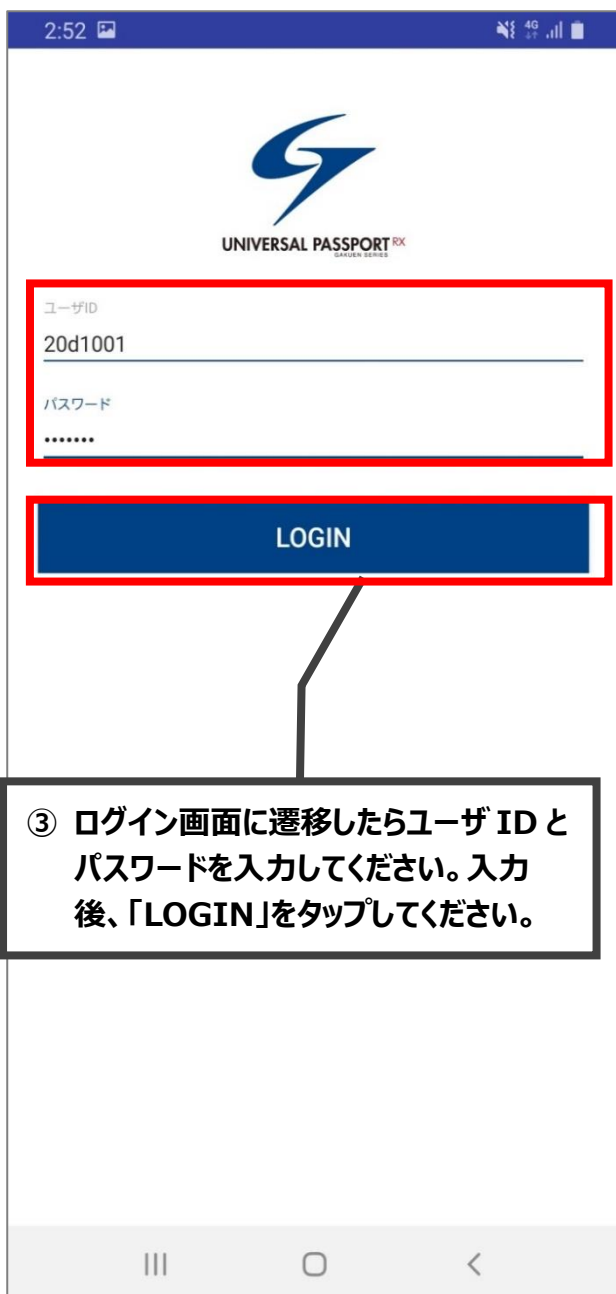 2:52
4G
UNIVERSAL PASSPORT RX
GAKUEN SERIES
ユーザID
20d1001
パスワード
•••••••
LOGIN
③ ログイン画面に遷移したらユーザ ID と
パスワードを入力してください。入力
後、「LOGIN」をタップしてください。